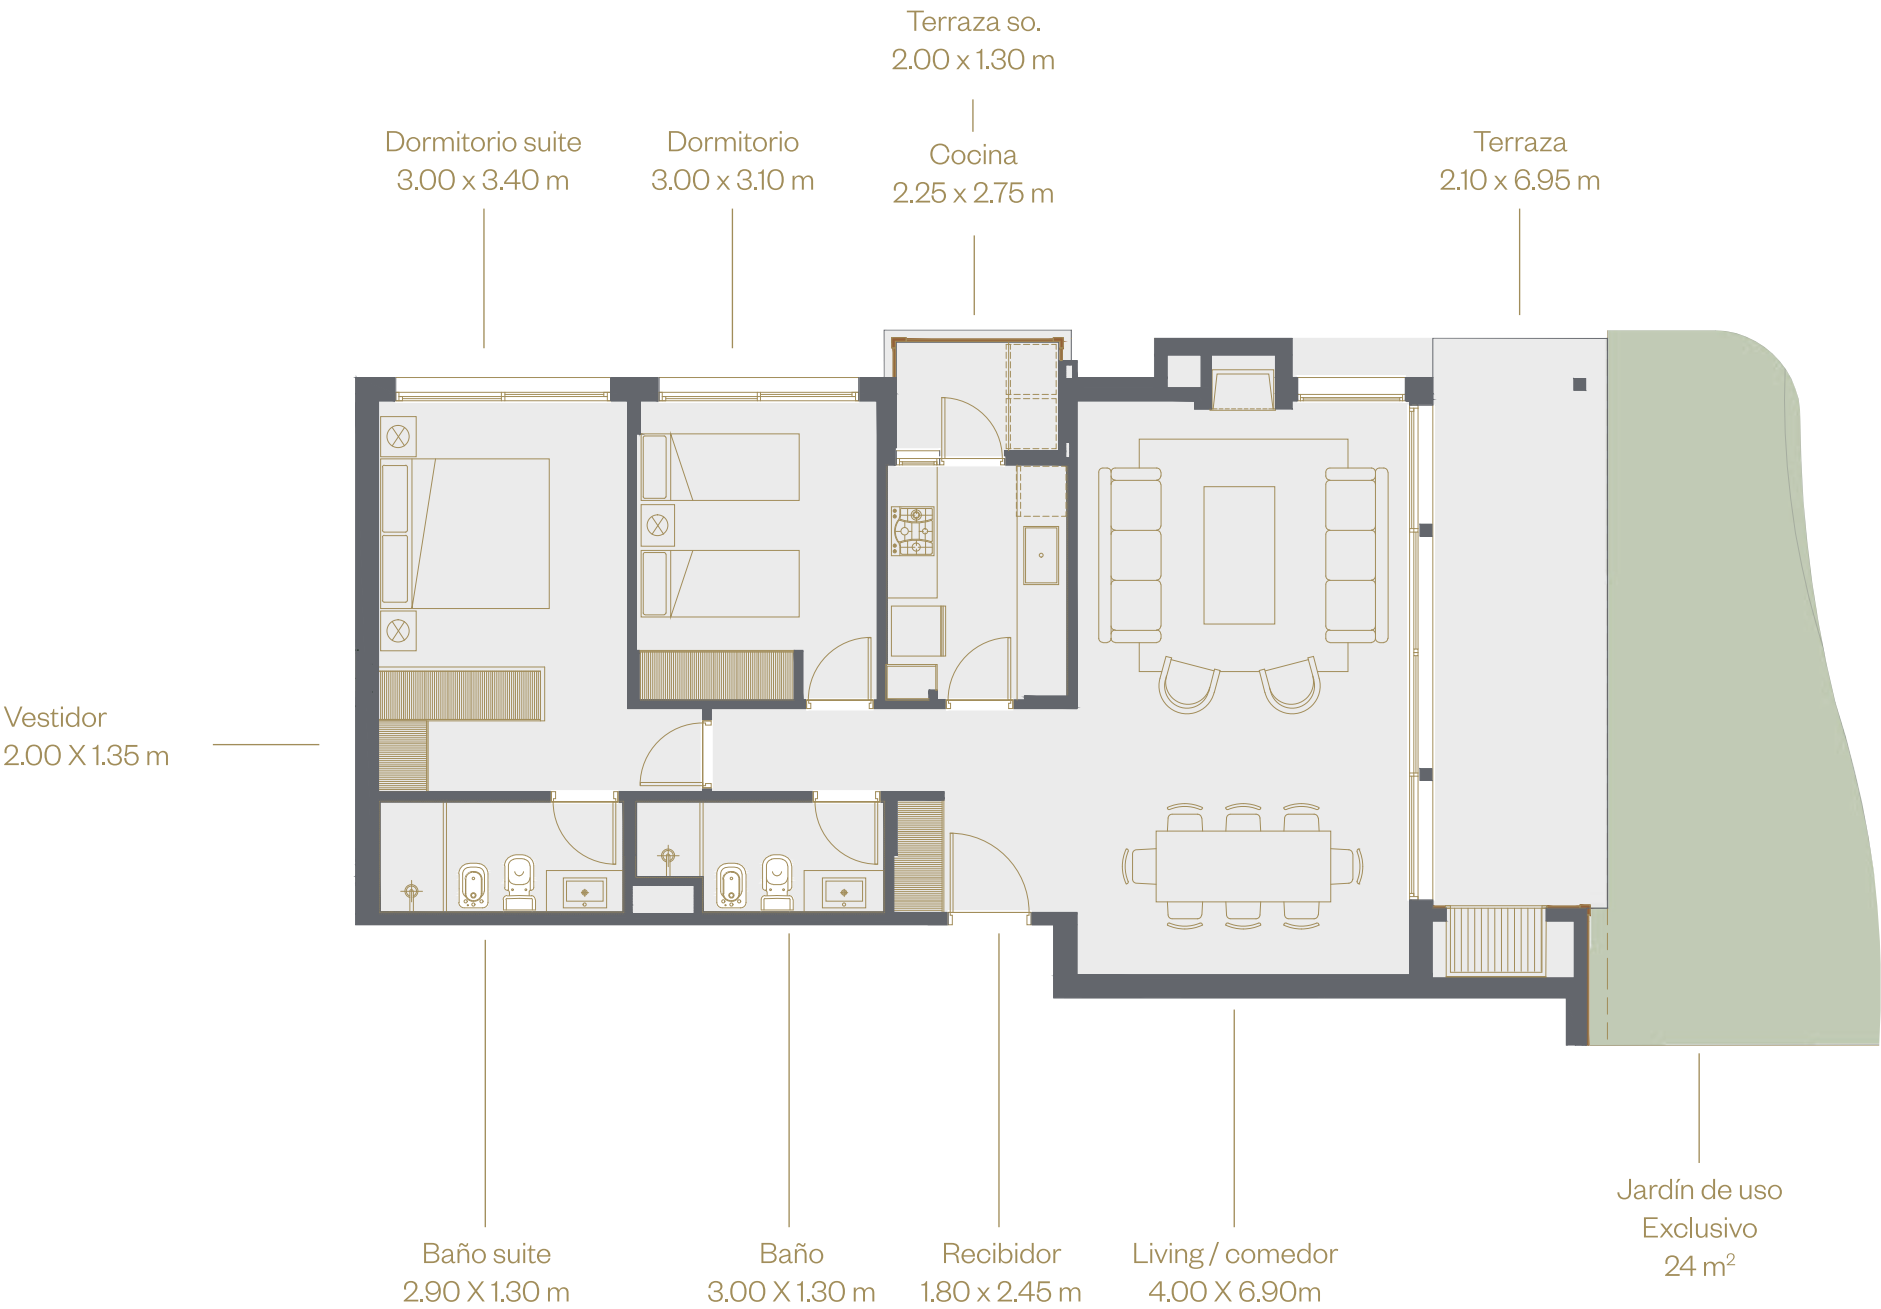 Terraza so.
2.00 x 1.30 m
Dormitorio suite
3.00 x 3.40 m
Dormitorio
3.00 x 3.10 m
Cocina
2.25 x 2.75 m
Terraza
2.10 x 6.95 m
Vestidor
2.00 X 1.35 m
Baño suite
2.90 X 1.30 m
Baño
3.00 X 1.30 m
Recibidor
1.80 x 2.45 m
Living / comedor
4.00 X 6.90m
Jardín de uso
Exclusivo
24 m²